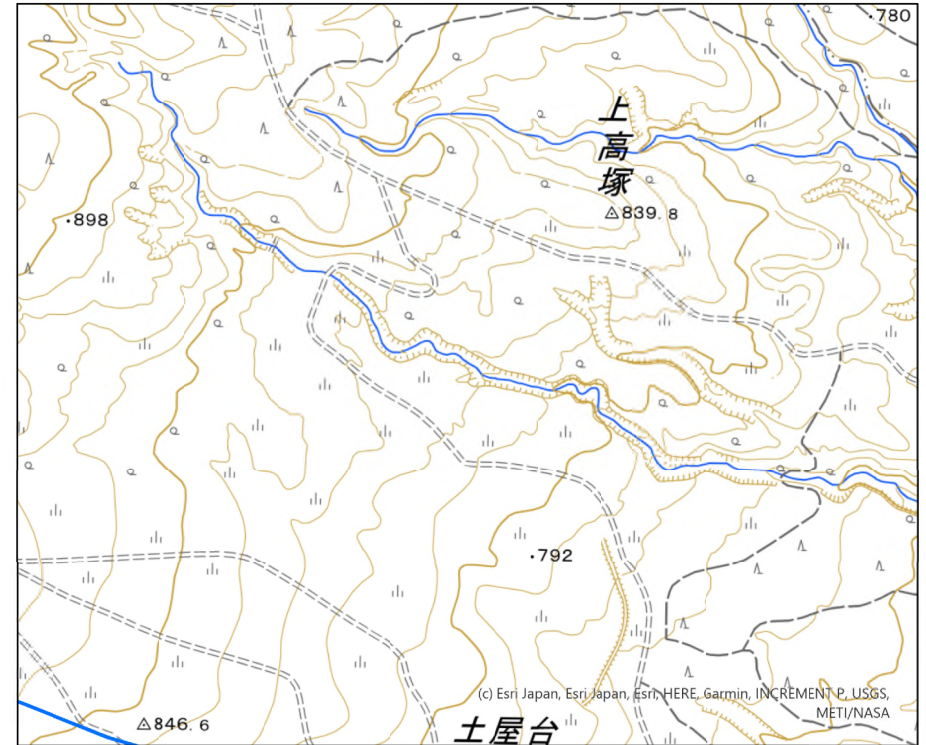 780
上高塚
839.8
898
792
846.6
土屋台
(c) Esri Japan, Esri Japan, Esri, HERE, Garmin, INCREMENT P, USGS,
METI/NASA